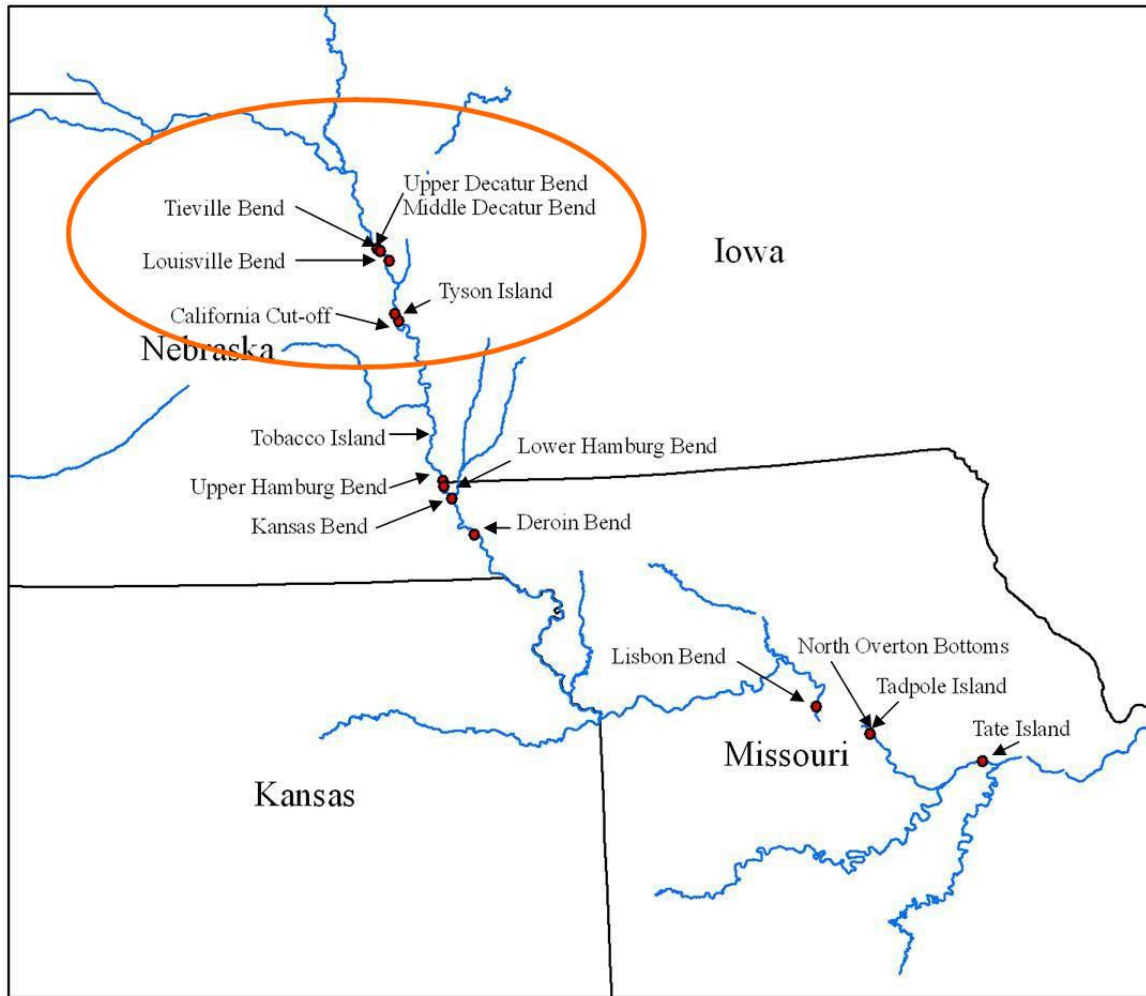 Upper Decatur Bend
Middle Decatur Bend
Tieville Bend
Louisville Bend
Iowa
Tyson Island
California Cut-off
Nebraska
Tobacco Island
Lower Hamburg Bend
Upper Hamburg Bend
Kansas Bend
Deroin Bend
North Overton Bottoms
Lisbon Bend
Tadpole Island
Tate Island
Missouri
Kansas